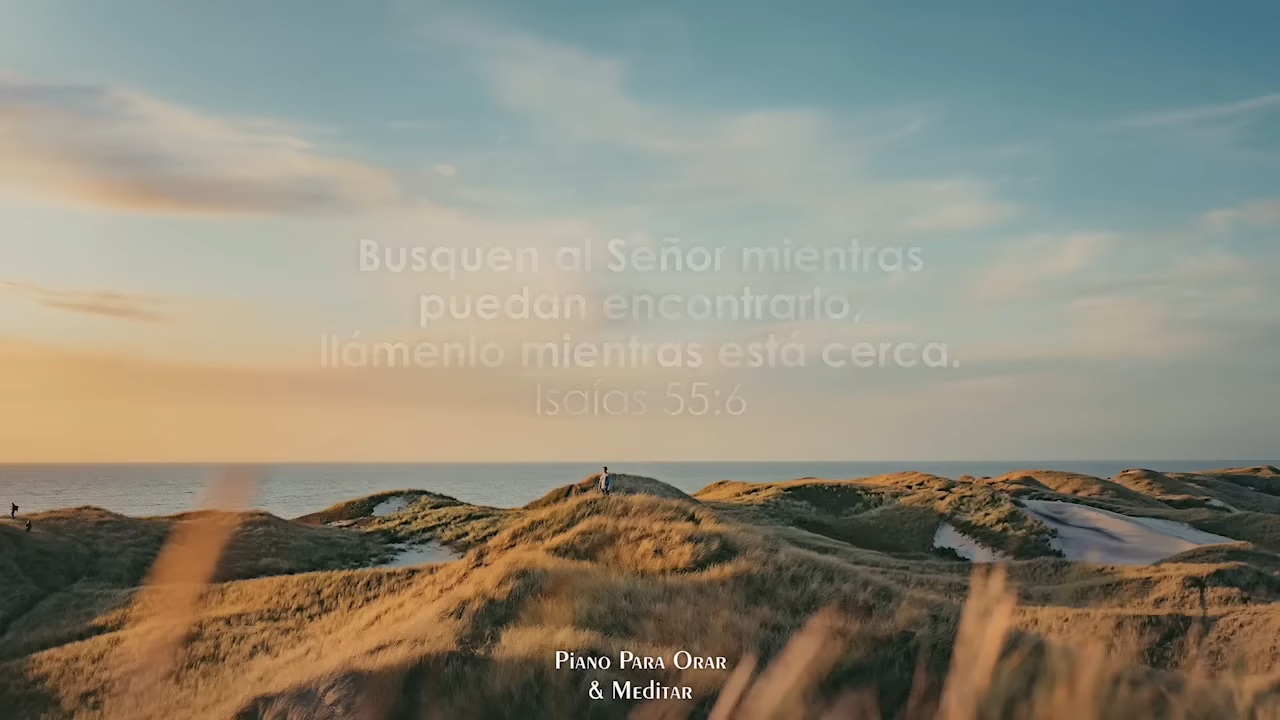 Busquen al Señor mientras
puedan encontrarlo,
llámenlo mientras está cerca.
Isaías 55:6
Piano Para Orar
& Meditar